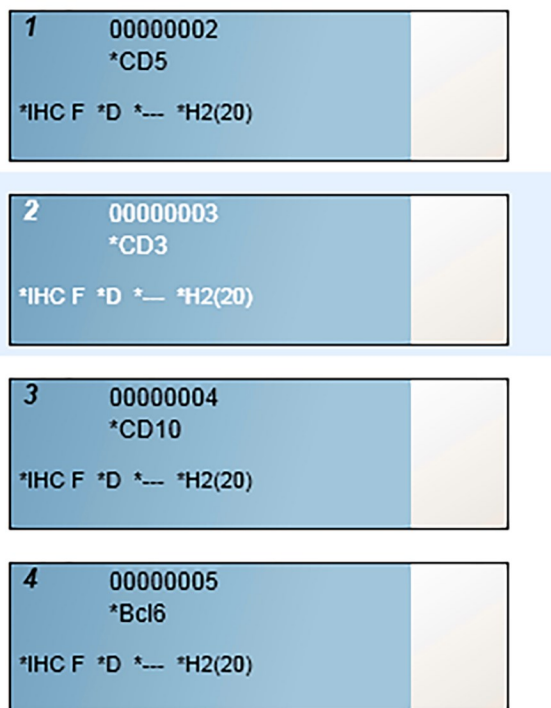 1 00000002
*CD5
*IHC F *D *--- *H2(20)
2 00000003
*CD3
*IHC F *D *--- *H2(20)
3 00000004
*CD10
*IHC F *D *--- *H2(20)
4 00000005
*Bcl6
*IHC F *D *--- *H2(20)